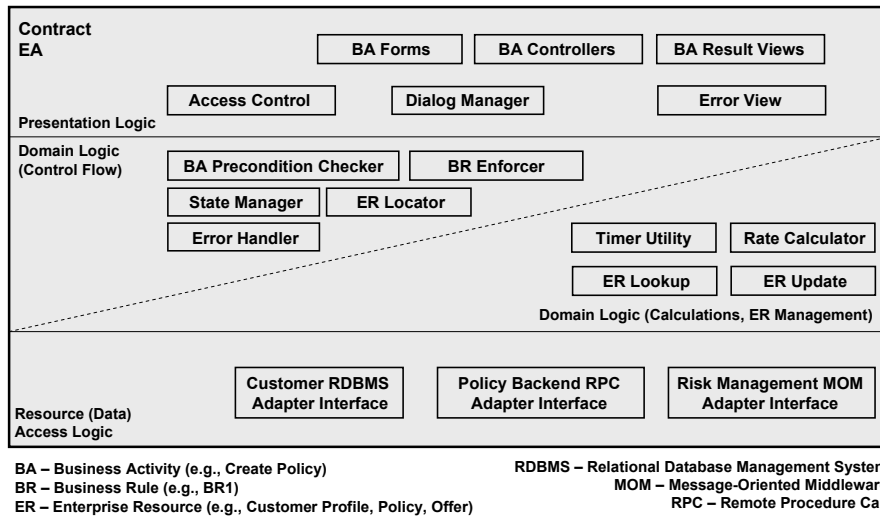 Contract
EA
BA Forms
BA Controllers
BA Result Views
Access Control
Dialog Manager
Error View
Presentation Logic
Domain Logic
(Control Flow)
BA Precondition Checker
BR Enforcer
State Manager
ER Locator
Error Handler
Timer Utility
Rate Calculator
ER Lookup
ER Update
Domain Logic (Calculations, ER Management)
Customer RDBMS
Adapter Interface
Policy Backend RPC
Adapter Interface
Risk Management MOM
Adapter Interface
Resource (Data)
Access Logic
BA – Business Activity (e.g., Create Policy)
BR – Business Rule (e.g., BR1)
ER – Enterprise Resource (e.g., Customer Profile, Policy, Offer)
RDBMS – Relational Database Management System
MOM – Message-Oriented Middlewar
RPC – Remote Procedure Ca